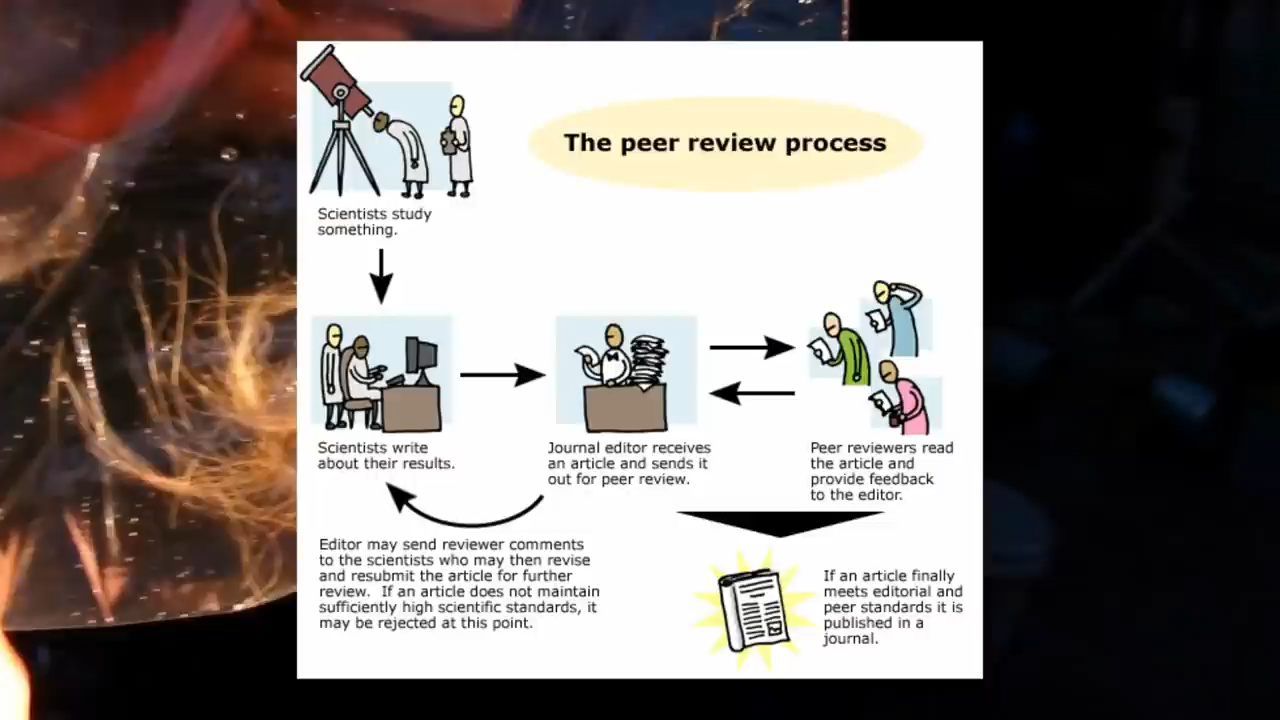 The peer review process
Scientists study
something.
Scientists write
about their results.
Journal editor receives
an article and sends it
out for peer review.
Peer reviewers read
the article and
provide feedback
to the editor.
Editor may send reviewer comments
to the scientists who may then revise
and resubmit the article for further
review.  If an article does not maintain
sufficiently high scientific standards, it
may be rejected at this point.
If an article finally
meets editorial and
peer standards it is
published in a
journal.